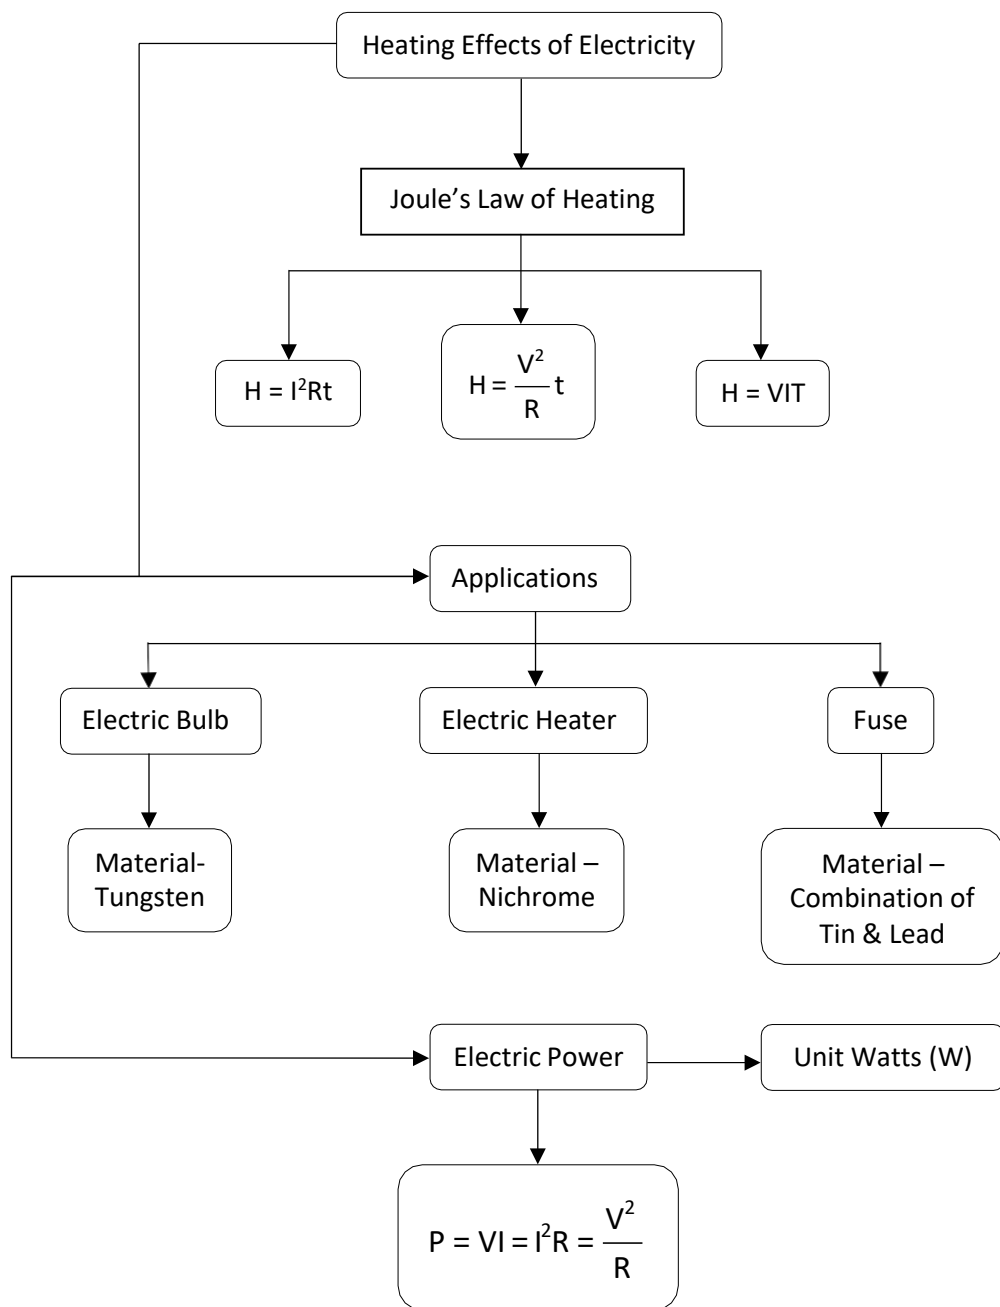 Heating Effects of Electricity
Joule’s Law of Heating
H = I²Rt
H = V²/R t
H = VIT
Applications
Electric Bulb
Electric Heater
Fuse
Material-
Tungsten
Material –
Nichrome
Material –
Combination of
Tin & Lead
Electric Power
Unit Watts (W)
P = VI = I²R = V²/R